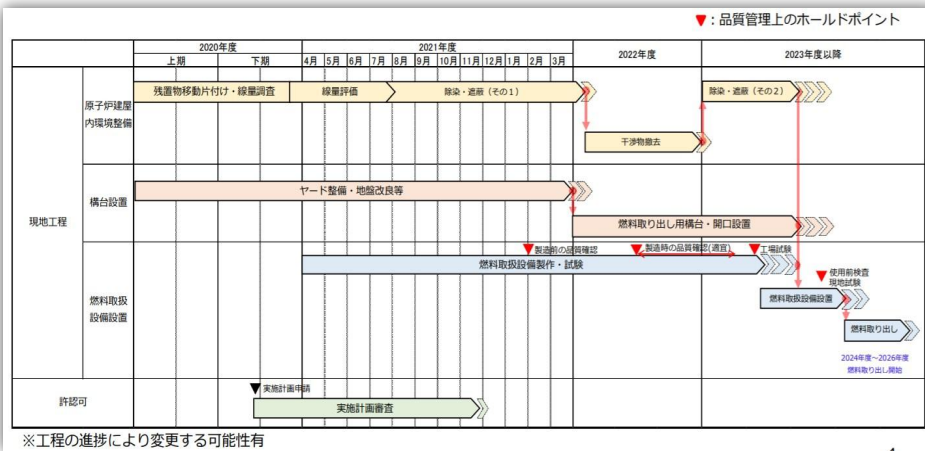 ▼：品質管理上のホールドポイント
2020年度 2021年度 2022年度 2023年度以降
上期 下期 4月 5月 6月 7月 8月 9月 10月 11月 12月 1月 2月 3月
現地工程
原子炉建屋
内環境整備
残置物移動片付け・線量調査 線量評価 除染・遮蔽（その１） 除染・遮蔽（その２）
干渉物撤去
構台設置
ヤード整備・地盤改良等
燃料取り出し用構台・開口設置
燃料取扱
設備設置
▼製造前の品質確認 ▼製造時の品質確認(適宜) ▼工場試験
燃料取扱設備製作・試験
▼使用前検査
現地試験
燃料取扱設備設置
燃料取り出し
2024年度～2026年度
燃料取り出し開始
許認可
▼実施計画申請
実施計画審査
※工程の進捗により変更する可能性有